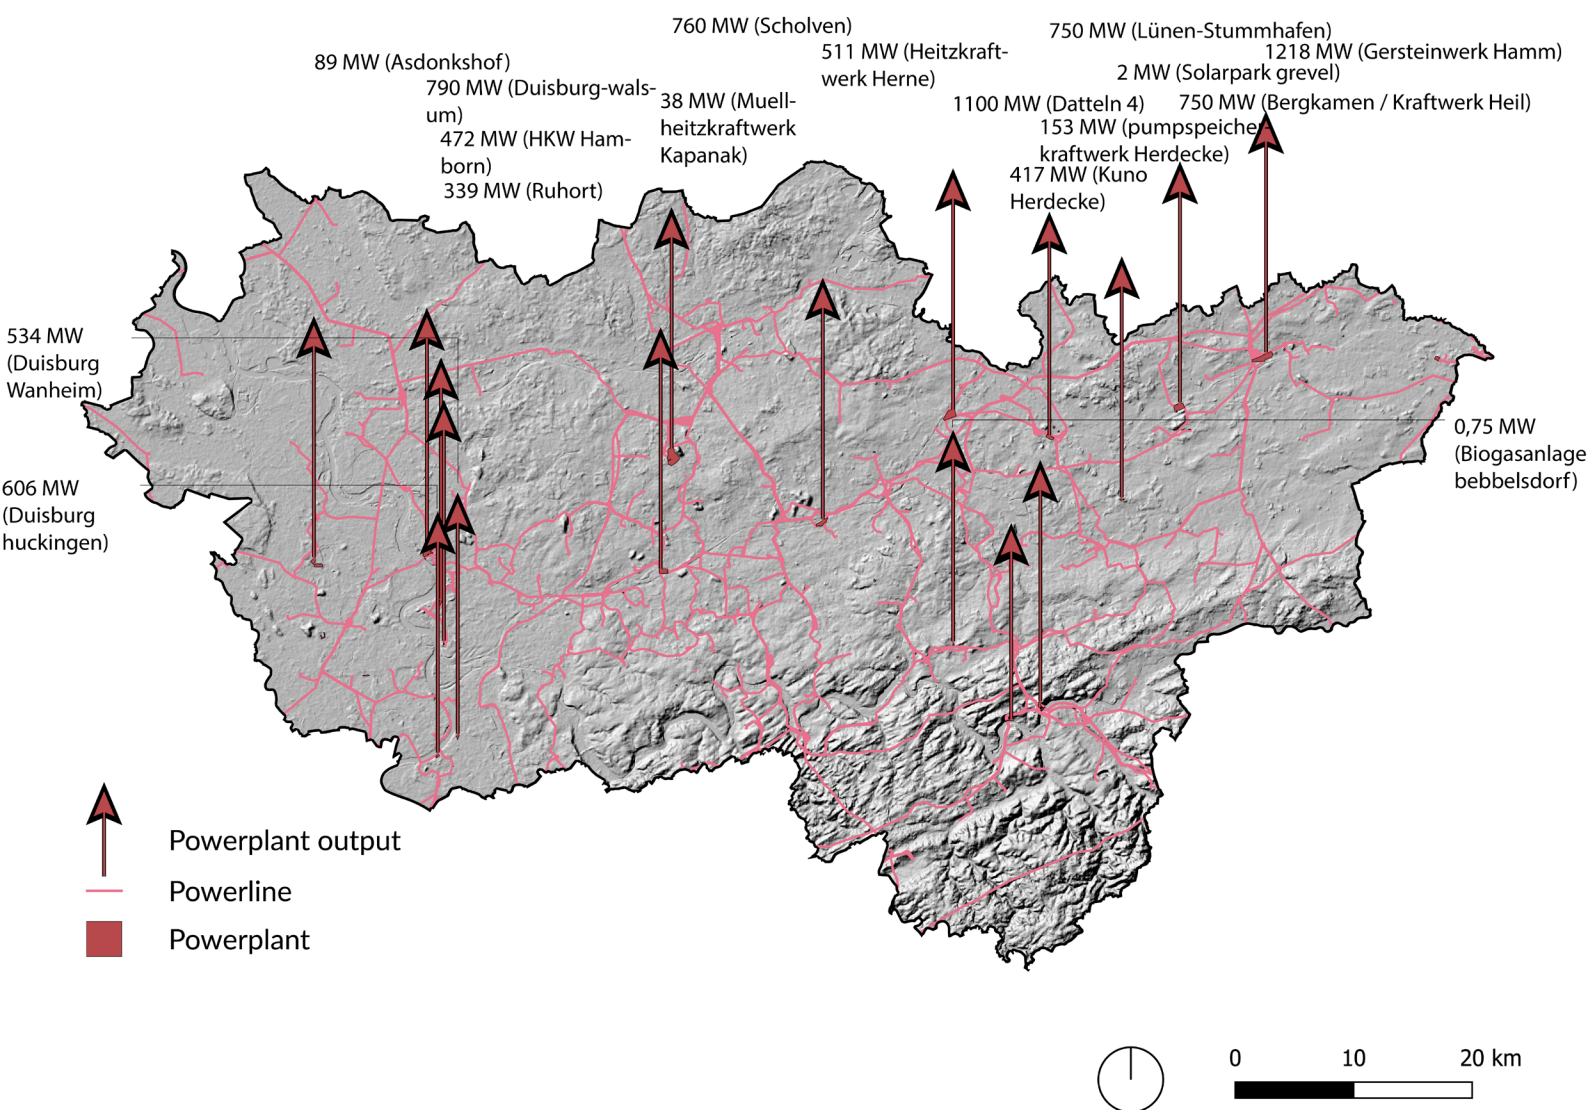 760 MW (Scholven)
750 MW (Lünen-Stummhafen)
511 MW (Heitzkraft-
werk Herne)
1218 MW (Gersteinwerk Hamm)
89 MW (Asdonkshof)
2 MW (Solarpark grevel)
790 MW (Duisburg-wals-
um)
38 MW (Muell-
heitzkraftwerk
Kapanak)
1100 MW (Datteln 4)
750 MW (Bergkamen / Kraftwerk Heil)
472 MW (HKW Ham-
born)
153 MW (pumpspeicher
kraftwerk Herdecke)
339 MW (Ruhort)
417 MW (Kuno
Herdecke)
534 MW
(Duisburg
Wanheim)
0,75 MW
(Biogasanlage
bebbelsdorf)
606 MW
(Duisburg
huckingen)
Powerplant output
Powerline
Powerplant
0 10 20 km